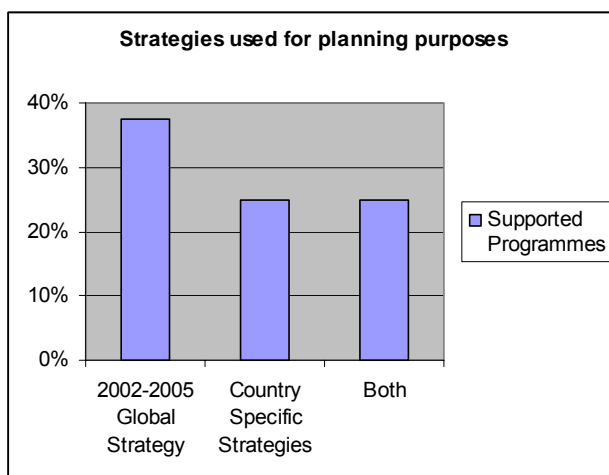 Strategies used for planning purposes
40%
30%
20%
10%
0%
2002-2005
Global
Strategy
Country
Specific
Strategies
Both
Supported
Programmes